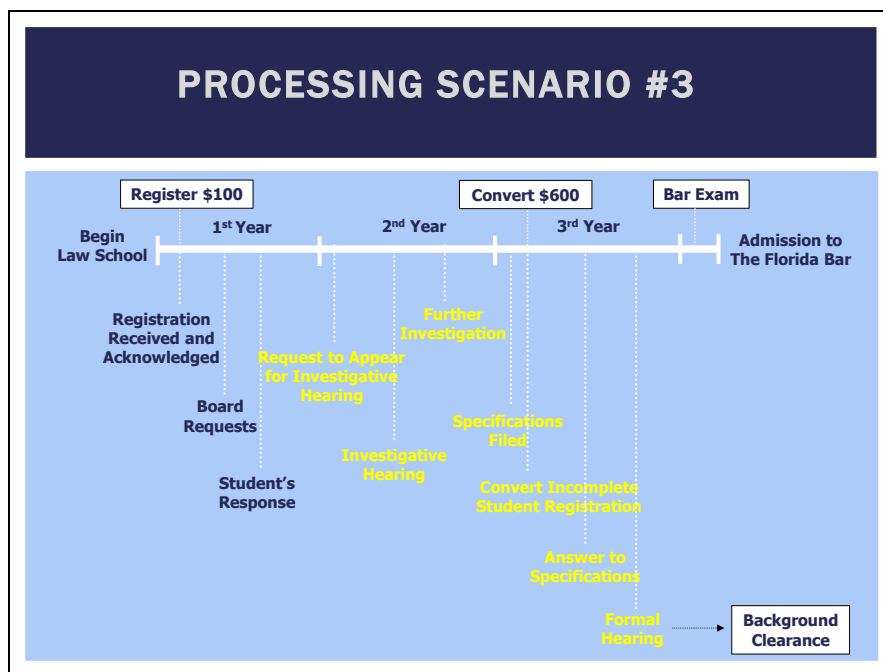 PROCESSING SCENARIO #3
Register $100
Convert $600
Bar Exam
Begin
Law School
1st Year
2nd Year
3rd Year
Admission to
The Florida Bar
Registration
Received and
Acknowledged
Board
Requests
Student's
Response
Request to Appear
for Investigative
Hearing
Investigative
Hearing
Further
Investigation
Specifications
Filed
Convert Incomplete
Student Registration
Answer to
Specifications
Formal
Hearing
Background
Clearance